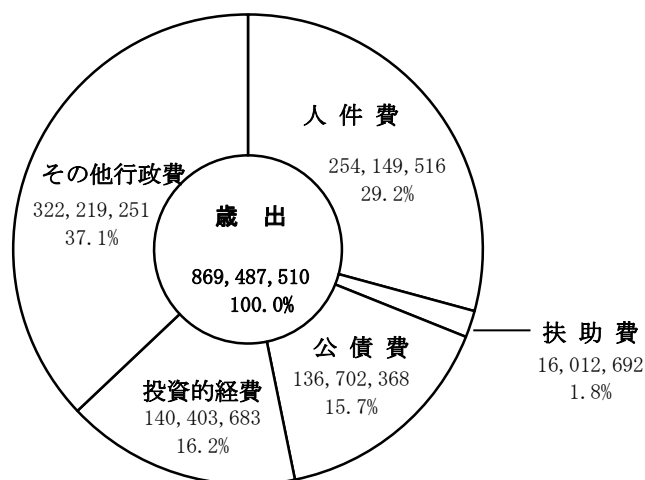 人 件 費
254,149,516
29.2%
その他行政費
322,219,251
37.1%
歳 出
869,487,510
100.0%
扶 助 費
16,012,692
1.8%
公 債 費
136,702,368
15.7%
投資的経費
140,403,683
16.2%